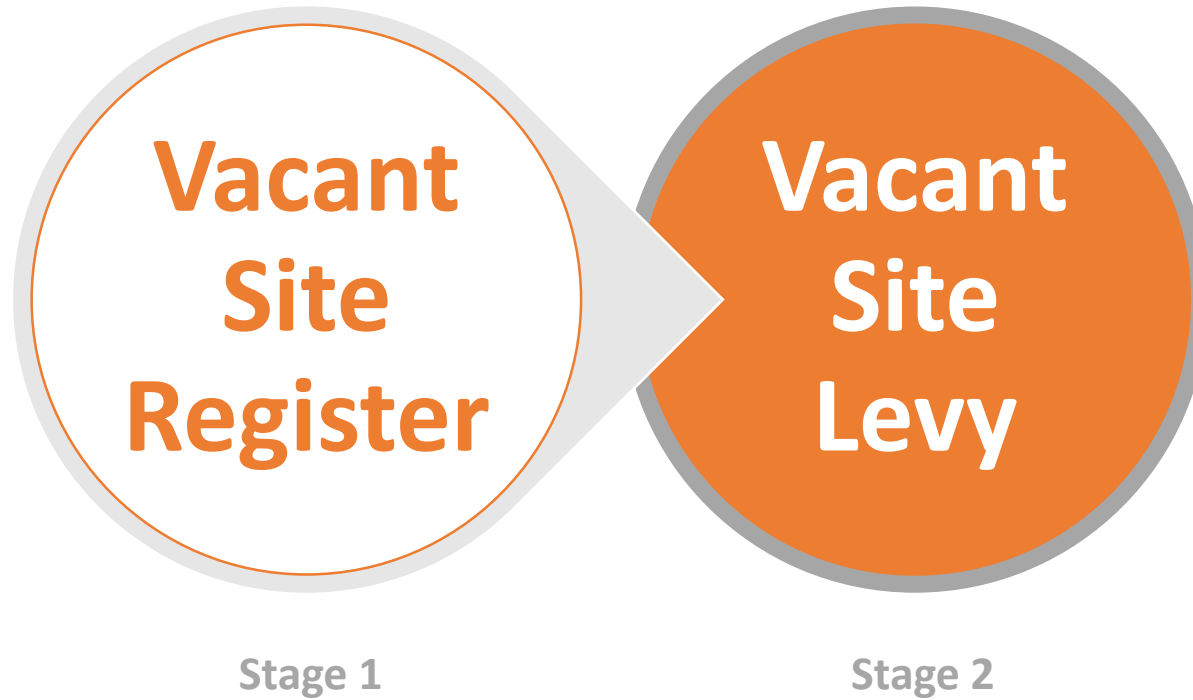 Vacant
Site
Register
Vacant
Site
Levy
Stage 1
Stage 2